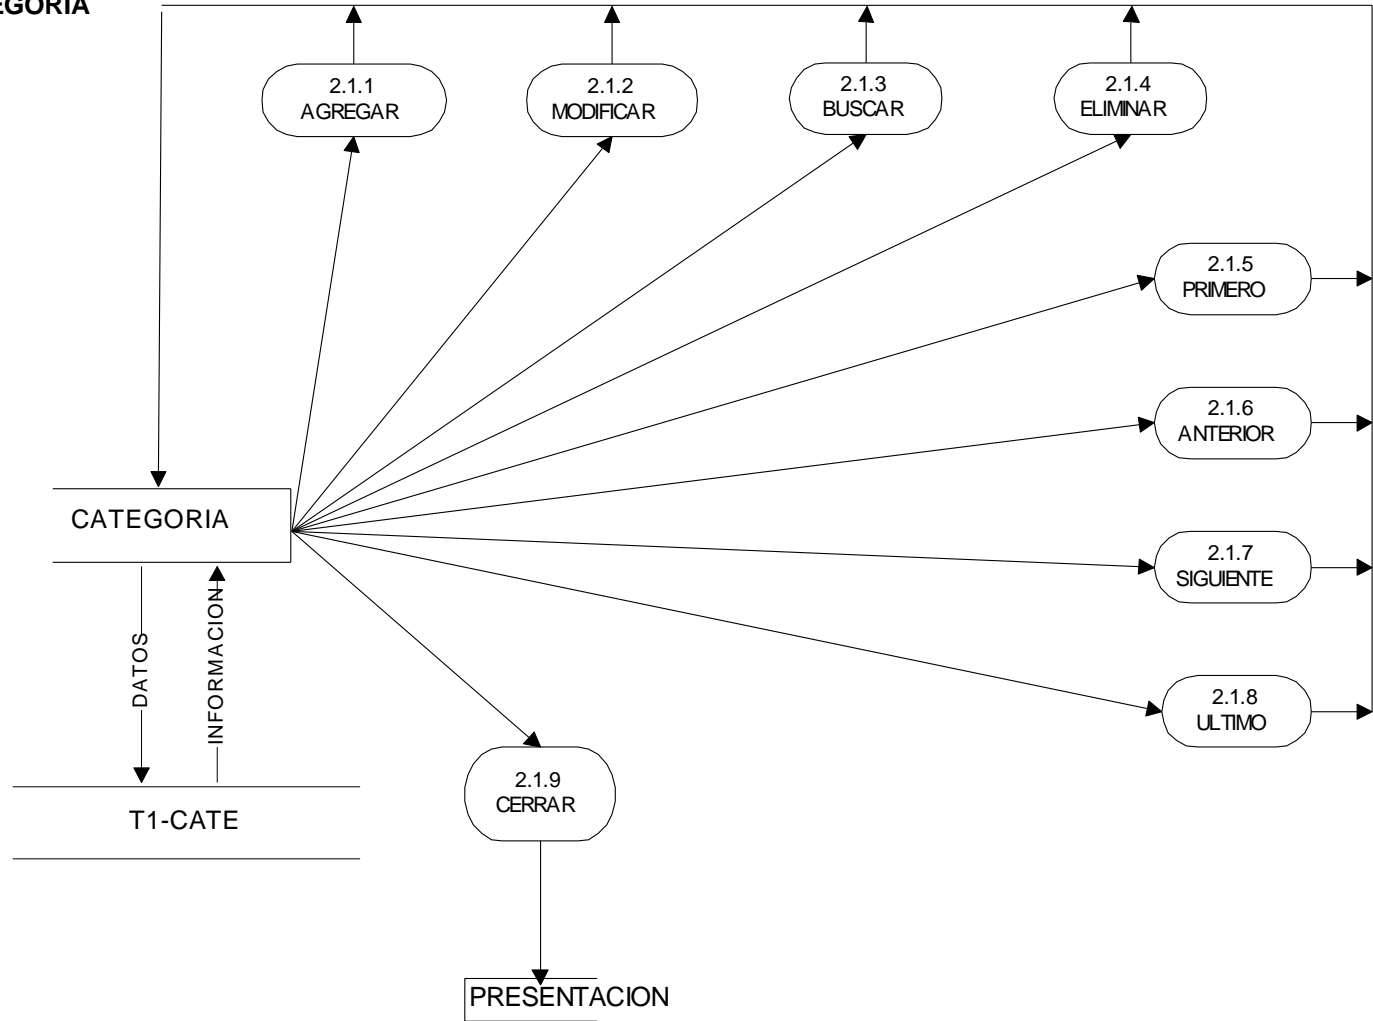 EGORIA
2.1.1
AGREGAR
2.1.2
MODIFICAR
2.1.3
BUSCAR
2.1.4
ELIMINAR
2.1.5
PRIMERO
2.1.6
ANTERIOR
CATEGORIA
2.1.7
SIGUIENTE
DATOS
INFORMACION
2.1.8
ULTIMO
2.1.9
CERRAR
T1-CATE
PRESENTACION